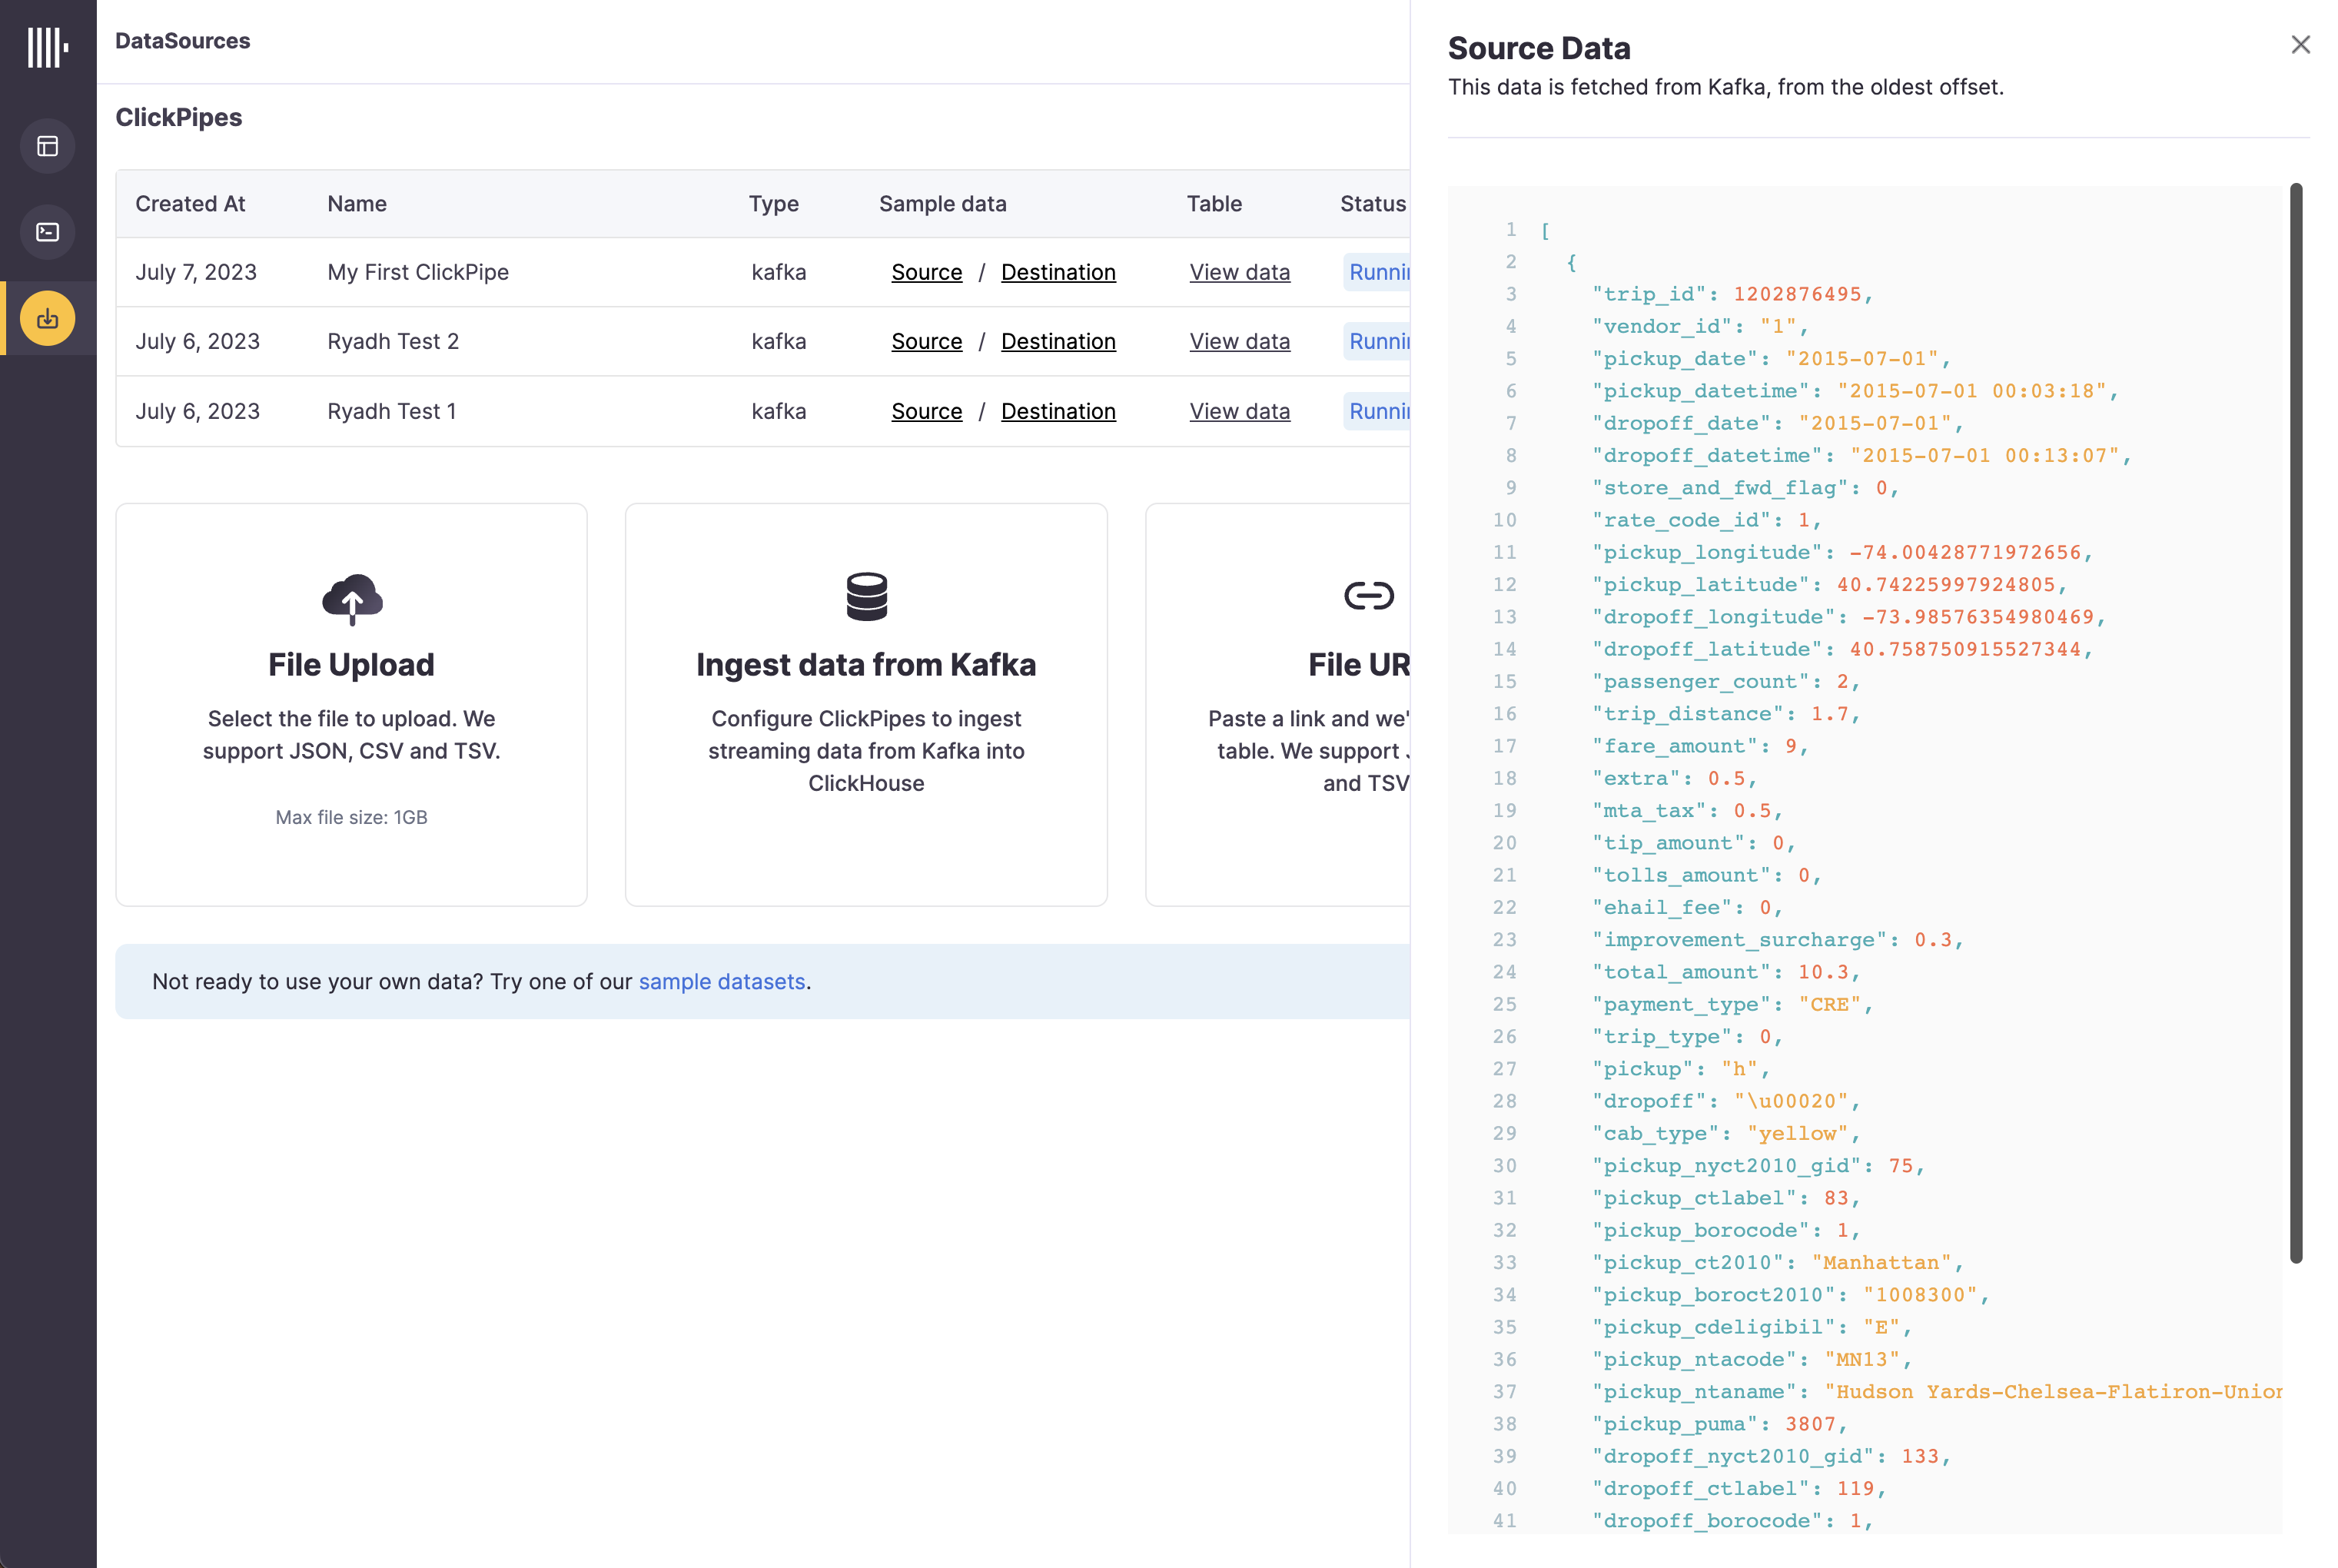 DataSources
ClickPipes
Created At Name Type Sample data Table Status
July 7, 2023 My First ClickPipe kafka Source / Destination View data
July 6, 2023 Ryadh Test 2 kafka Source / Destination View data
July 6, 2023 Ryadh Test 1 kafka Source / Destination View data
File Upload
Select the file to upload. We
support JSON, CSV and TSV.
Max file size: 1GB
Ingest data from Kafka
Configure ClickPipes to ingest
streaming data from Kafka into
ClickHouse
File
Paste a link and
table. We support
and TSV
Not ready to use your own data? Try one of our sample datasets.
Source Data
This data is fetched from Kafka, from the oldest offset.
1 [
2 {
3 "trip_id": 1202876495,
4 "vendor_id": "1",
5 "pickup_date": "2015-07-01",
6 "pickup_datetime": "2015-07-01 00:03:18",
7 "dropoff_date": "2015-07-01",
8 "dropoff_datetime": "2015-07-01 00:13:07",
9 "store_and_fwd_flag": 0,
10 "rate_code_id": 1,
11 "pickup_longitude": -74.00428771972656,
12 "pickup_latitude": 40.74225997924805,
13 "dropoff_longitude": -73.98576354980469,
14 "dropoff_latitude": 40.758750915527344,
15 "passenger_count": 2,
16 "trip_distance": 1.7,
17 "fare_amount": 9,
18 "extra": 0.5,
19 "mta_tax": 0.5,
20 "tip_amount": 0,
21 "tolls_amount": 0,
22 "ehail_fee": 0,
23 "improvement_surcharge": 0.3,
24 "total_amount": 10.3,
25 "payment_type": "CRE",
26 "trip_type": 0,
27 "pickup": "h",
28 "dropoff": "\u00020",
29 "cab_type": "yellow",
30 "pickup_nyct2010_gid": 75,
31 "pickup_ctlabel": 83,
32 "pickup_borocode": 1,
33 "pickup_ct2010": "Manhattan",
34 "pickup_boroct2010": "1008300",
35 "pickup_cdeligibil": "E",
36 "pickup_ntacode": "MN13",
37 "pickup_ntaname": "Hudson Yards-Chelsea-Flatiron-Union
38 "pickup_puma": 3807,
39 "dropoff_nyct2010_gid": 133,
40 "dropoff_ctlabel": 119,
41 "dropoff_borocode": 1,